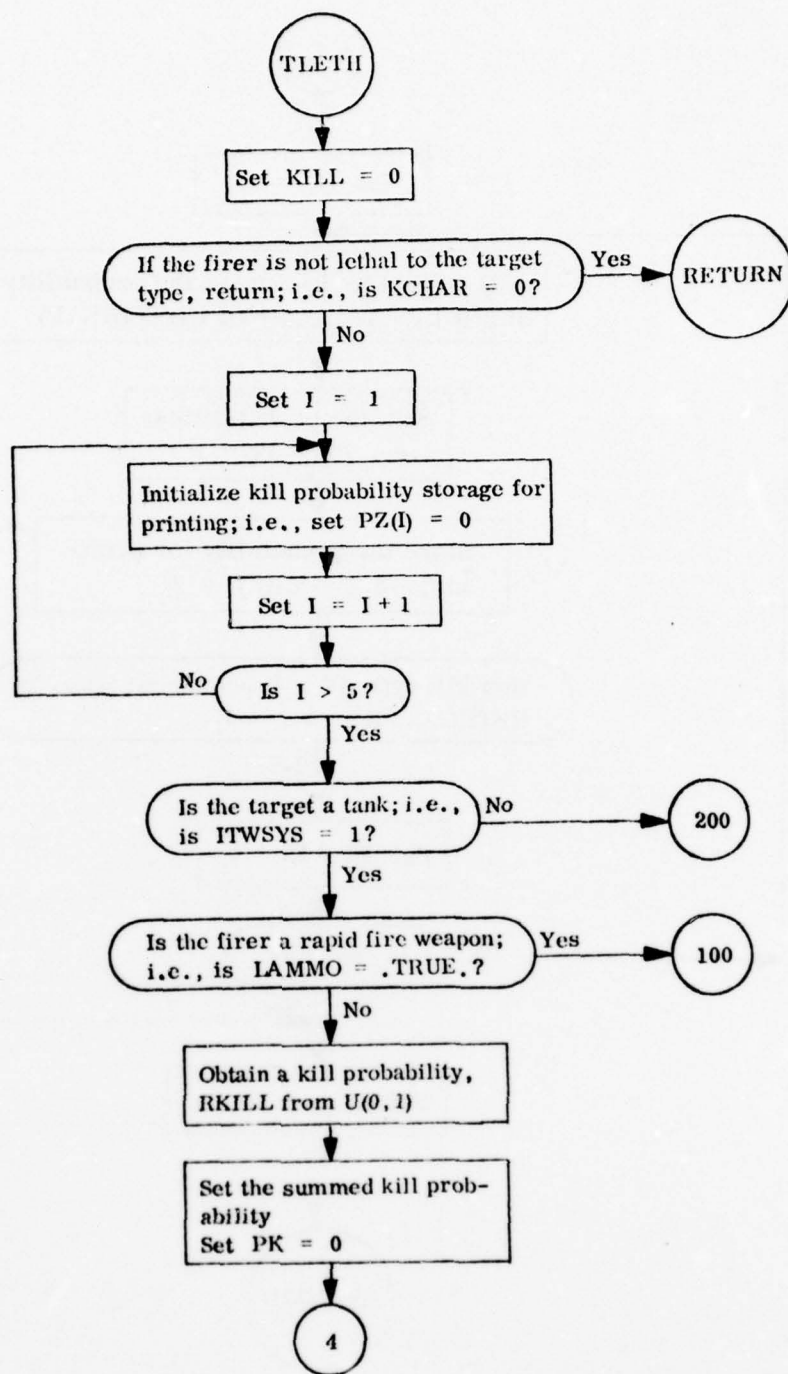 TLETH
Set KILL = 0
If the firer is not lethal to the target
type, return; i.e., is KCHAR = 0?
Yes
RETURN
No
Set I = 1
Initialize kill probability storage for
printing; i.e., set PZ(I) = 0
Set I = I + 1
No
Is I > 5?
Yes
Is the target a tank; i.e.,
is ITWSYS = 1?
No
200
Yes
Is the firer a rapid fire weapon;
i.e., is LAMMO = .TRUE.?
Yes
100
No
Obtain a kill probability,
RKILL from U(0,1)
Set the summed kill prob-
ability
Set PK = 0
4